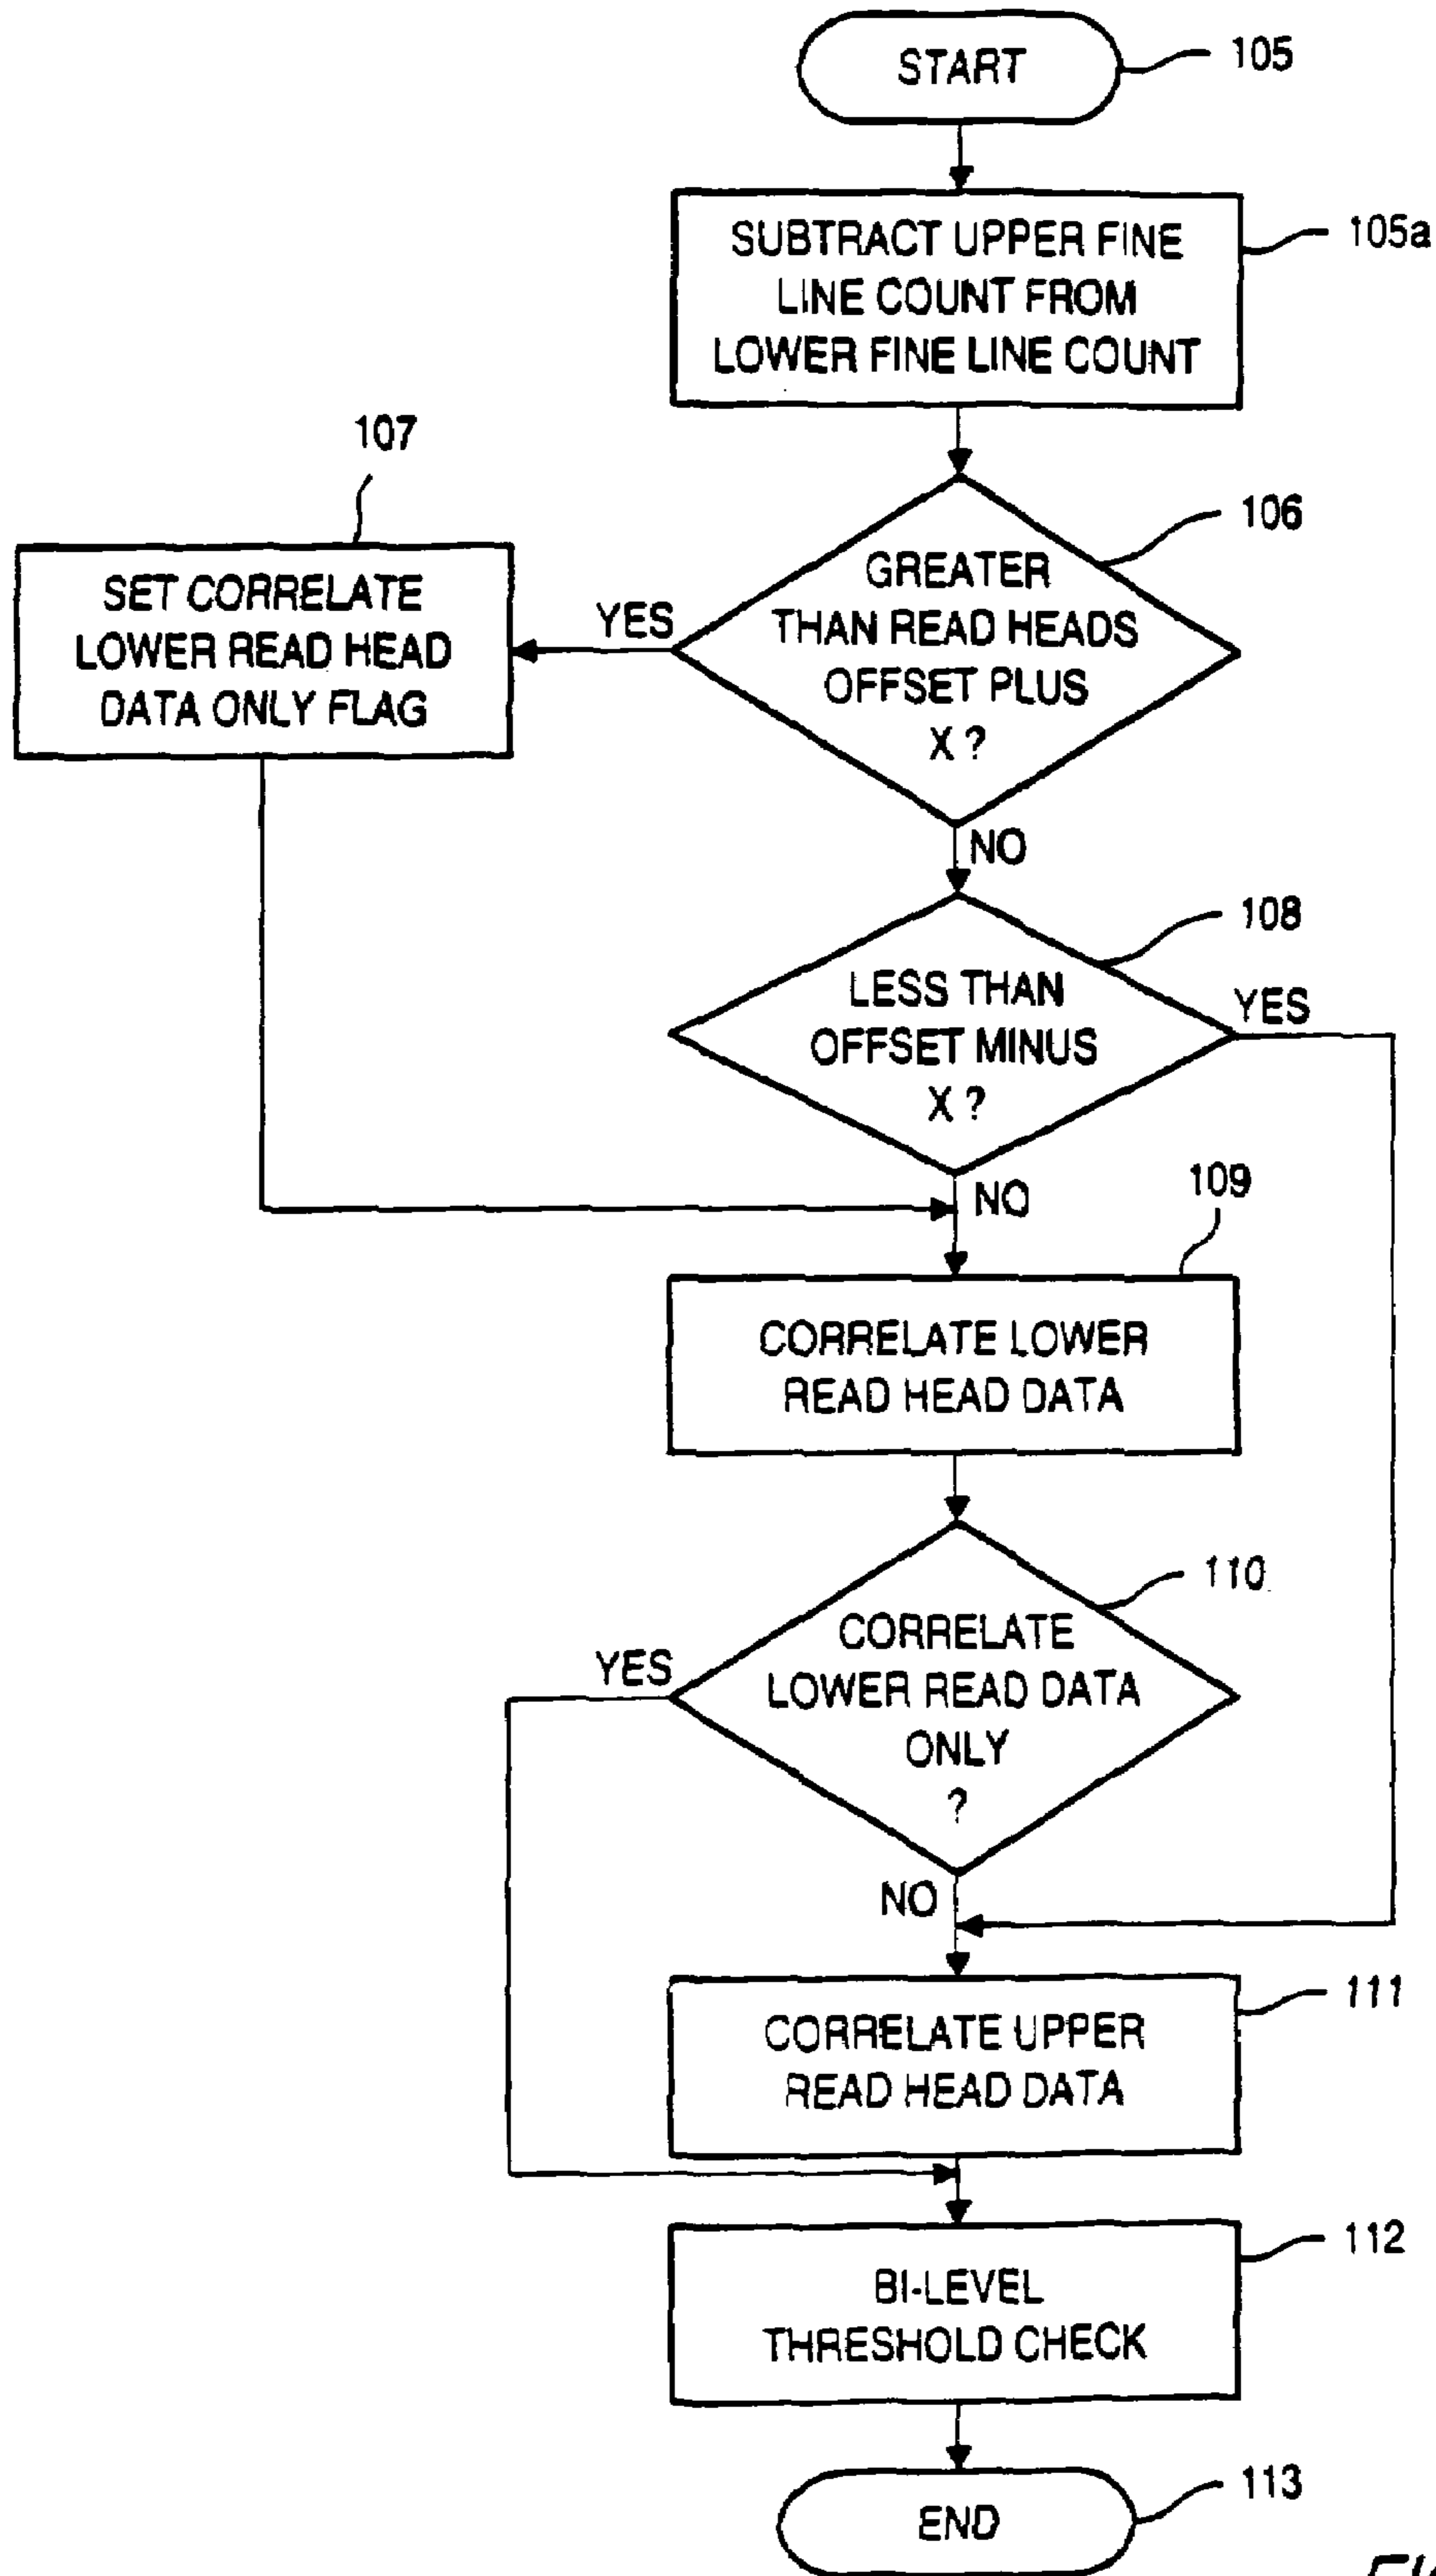 START
105
SUBTRACT UPPER FINE
LINE COUNT FROM
LOWER FINE LINE COUNT
105a
107
SET CORRELATE
LOWER READ HEAD
DATA ONLY FLAG
YES
106
GREATER
THAN READ HEADS
OFFSET PLUS
X ?
NO
108
LESS THAN
OFFSET MINUS
X ?
YES
NO
109
CORRELATE LOWER
READ HEAD DATA
110
CORRELATE
LOWER READ DATA
ONLY
?
YES
NO
111
CORRELATE UPPER
READ HEAD DATA
112
BI-LEVEL
THRESHOLD CHECK
113
END